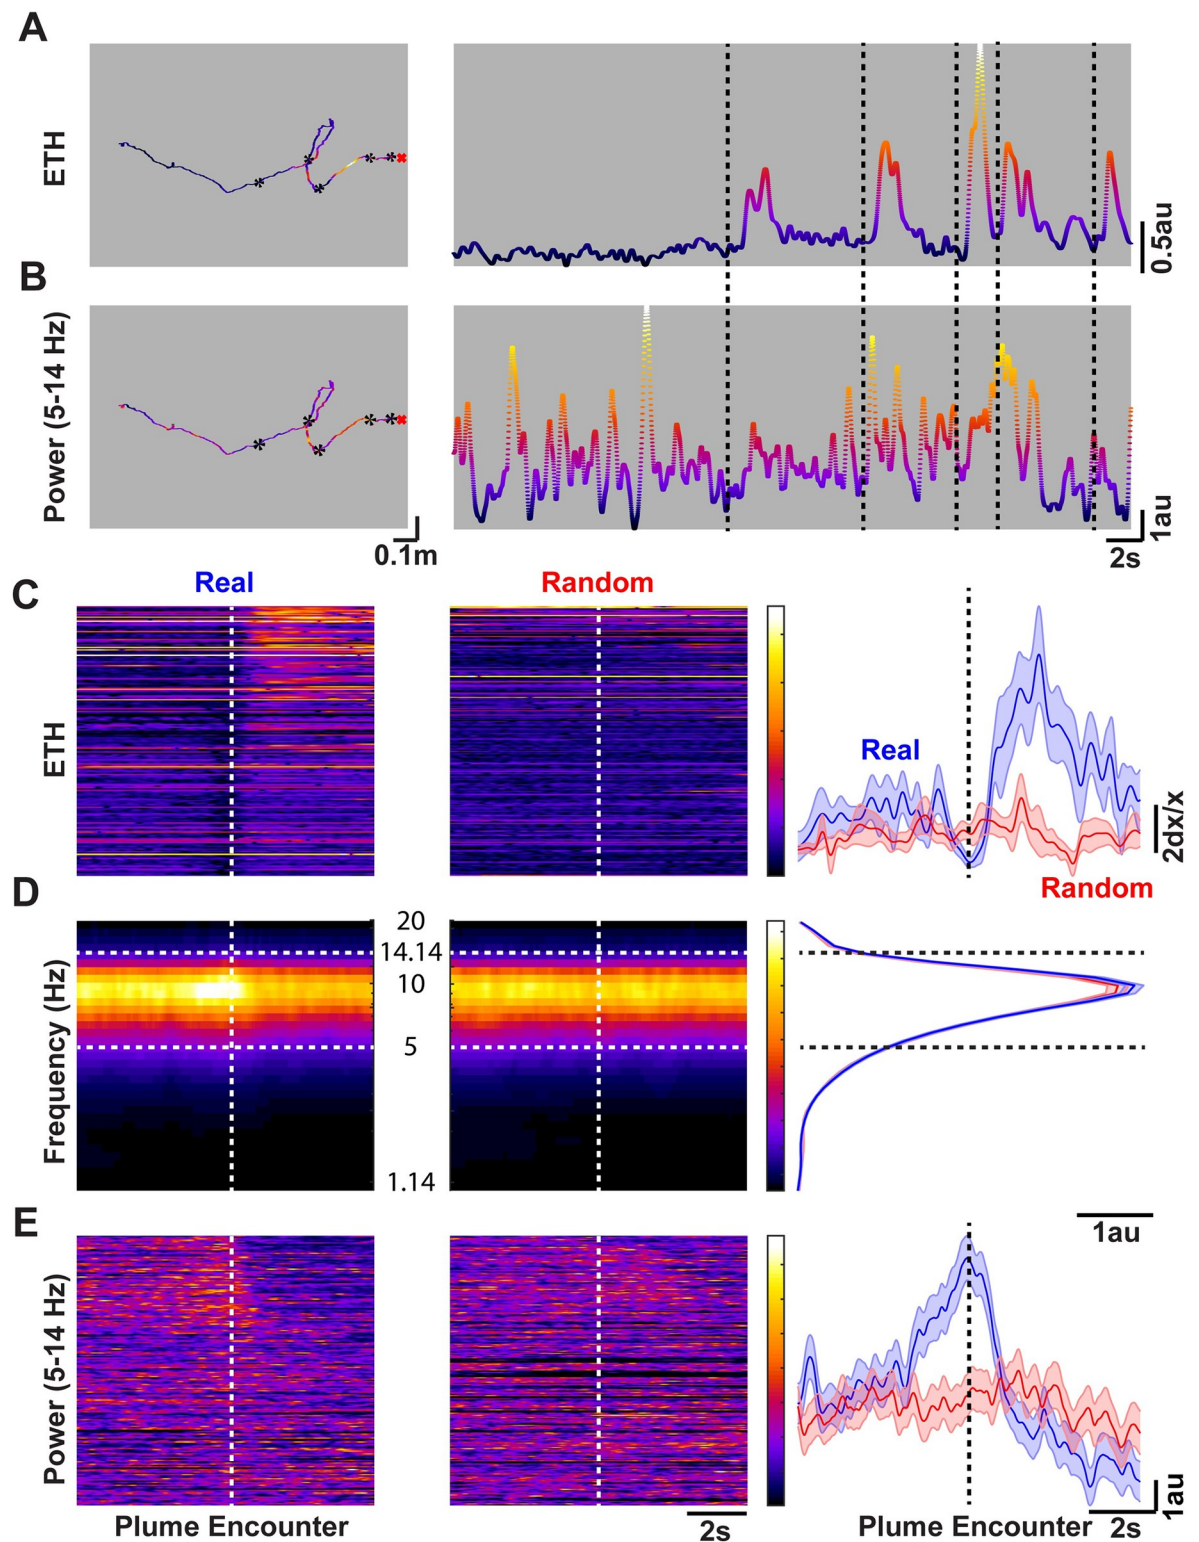 A
ETH
0.5au
B
Power (5-14 Hz)
0.1m
1au
2s
Real
Random
C
ETH
Real
2dx/x
Random
D
Frequency (Hz)
20
14.14
10
5
1.14
1au
E
Power (5-14 Hz)
1au
Plume Encounter
2s
Plume Encounter
2s